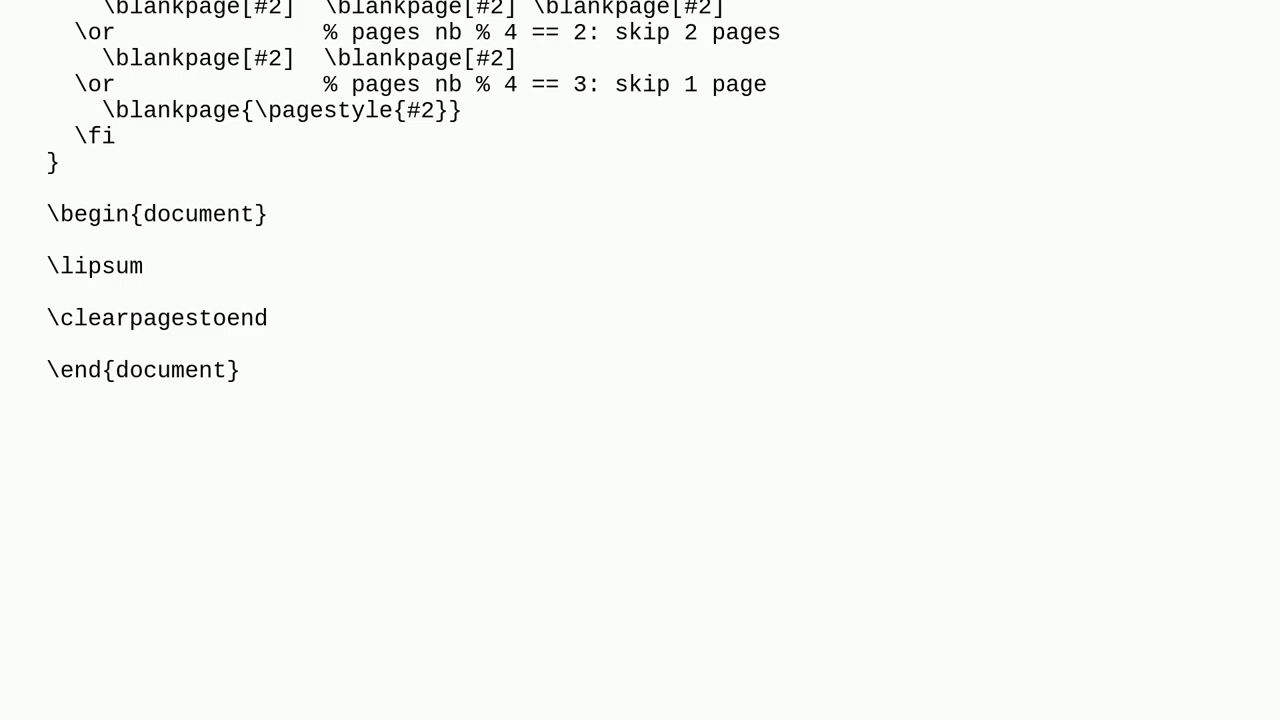 \blankpage[#2]  \blankpage[#2] \blankpage[#2]
\or               % pages nb % 4 == 2: skip 2 pages
\blankpage[#2]  \blankpage[#2]
\or               % pages nb % 4 == 3: skip 1 page
\blankpage{\pagestyle{#2}}
\fi
}
\begin{document}
\lipsum
\clearpagestoend
\end{document}